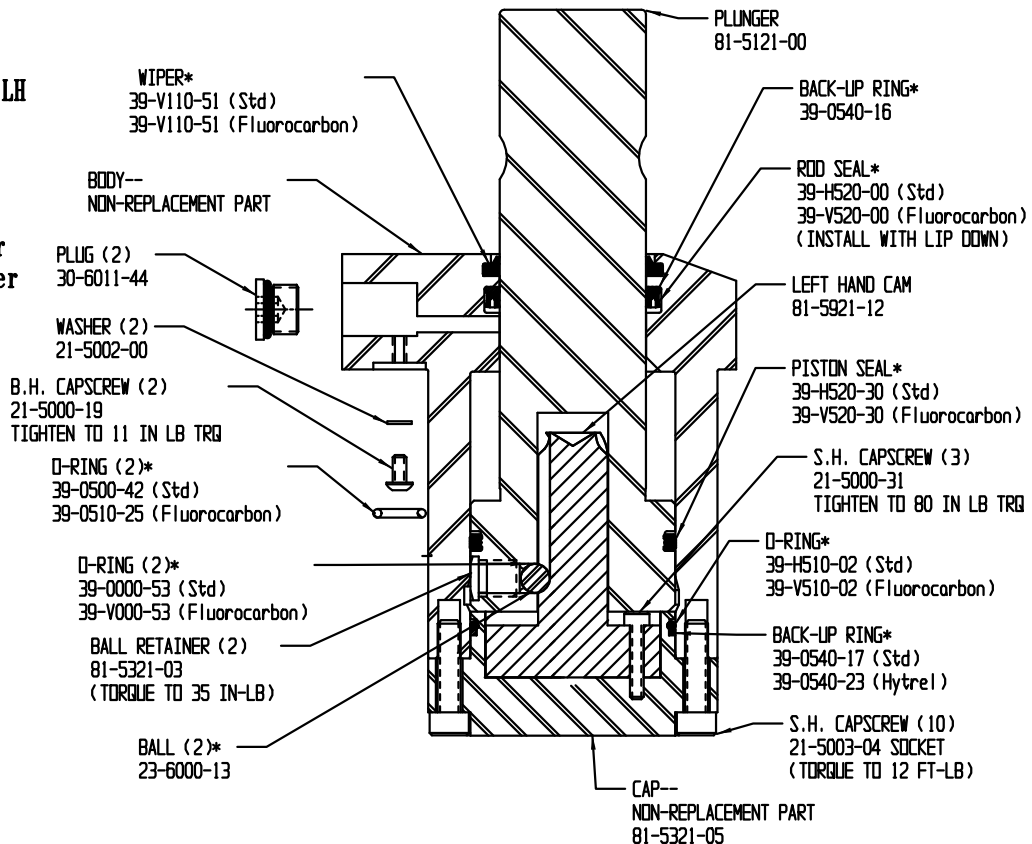 PLUNGER
81-5121-00
LH
WIPER*
39-V110-51 (Std)
39-V110-51 (Fluorocarbon)
BACK-UP RING*
39-0540-16
BODY--
NON-REPLACEMENT PART
ROD SEAL*
39-H520-00 (Std)
39-V520-00 (Fluorocarbon)
(INSTALL WITH LIP DOWN)
r
er
PLUG (2)
30-6011-44
LEFT HAND CAM
81-5921-12
WASHER (2)
21-5002-00
PISTON SEAL*
39-H520-30 (Std)
39-V520-30 (Fluorocarbon)
B.H. CAPSCREW (2)
21-5000-19
TIGHTEN TO 11 IN LB TRQ
S.H. CAPSCREW (3)
21-5000-31
TIGHTEN TO 80 IN LB TRQ
O-RING (2)*
39-0500-42 (Std)
39-0510-25 (Fluorocarbon)
O-RING*
39-H510-02 (Std)
39-V510-02 (Fluorocarbon)
O-RING (2)*
39-0000-53 (Std)
39-V000-53 (Fluorocarbon)
BACK-UP RING*
39-0540-17 (Std)
39-0540-23 (Hytrel)
BALL RETAINER (2)
81-5321-03
(TORQUE TO 35 IN-LB)
S.H. CAPSCREW (10)
21-5003-04 SOCKET
(TORQUE TO 12 FT-LB)
BALL (2)*
23-6000-13
CAP--
NON-REPLACEMENT PART
81-5321-05